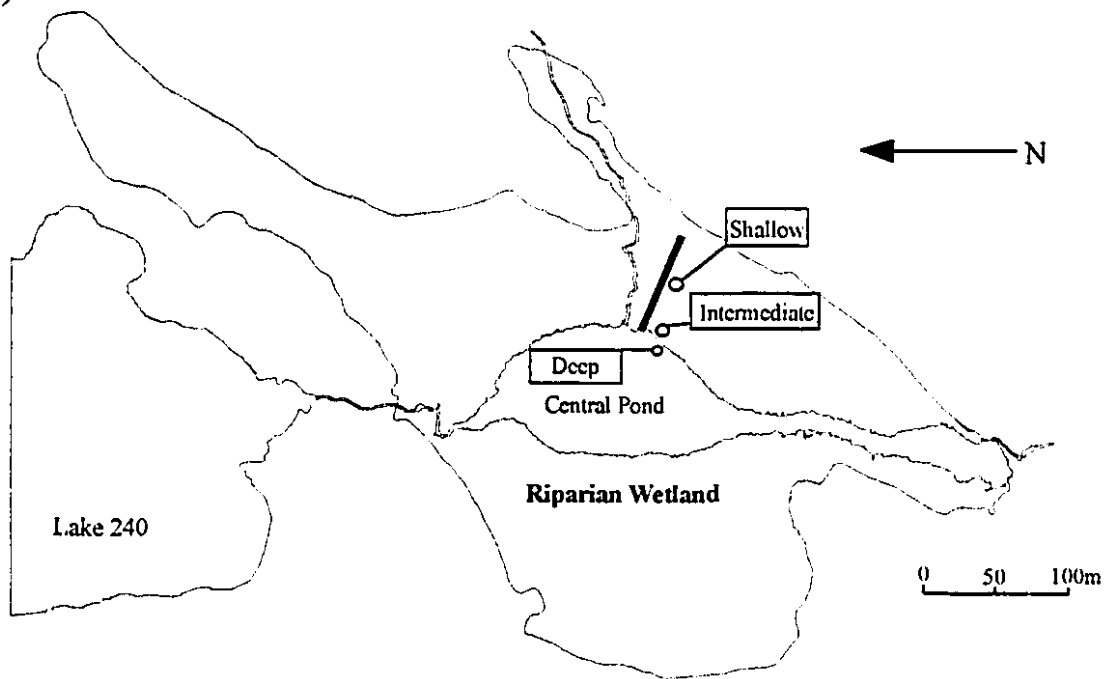 )
N
Shallow
Intermediate
Deep
Central Pond
Riparian Wetland
Lake 240
0 50 100m